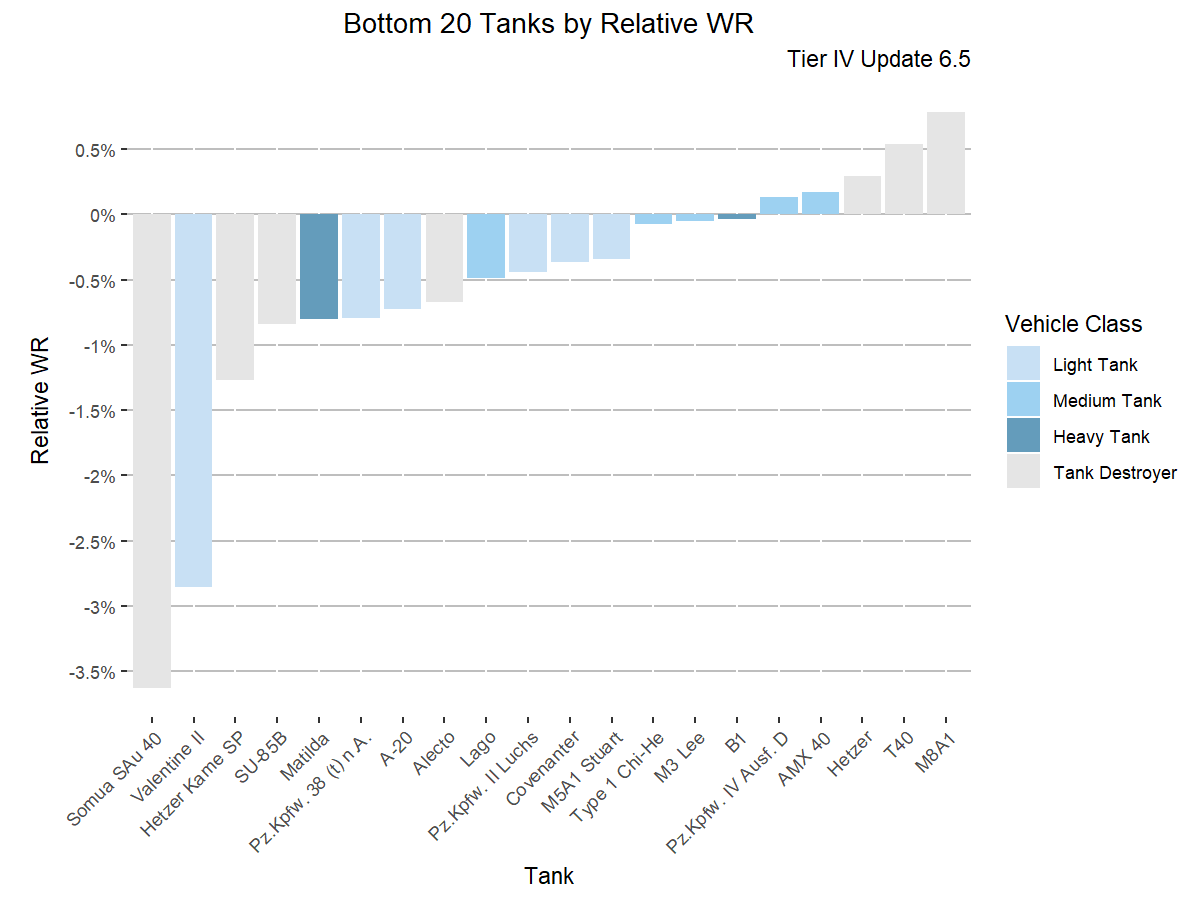 Bottom 20 Tanks by Relative WR
Tier IV Update 6.5
0.5%
0%
-0.5%
-1%
-1.5%
-2%
-2.5%
-3%
-3.5%
Relative WR
Somua SAu 40
Valentine II
Hetzer Kame SP
SU-85B
Matilda
Pz.Kpfw. 38 (t) n A.
A-20
Alecto
Lago
Pz.Kpfw. II Luchs
Covenanter
M5A1 Stuart
Type 1 Chi-He
M3 Lee
B1
Pz.Kpfw. IV Ausf. D
AMX 40
Hetzer
T40
M8A1
Tank
Vehicle Class
Light Tank
Medium Tank
Heavy Tank
Tank Destroyer